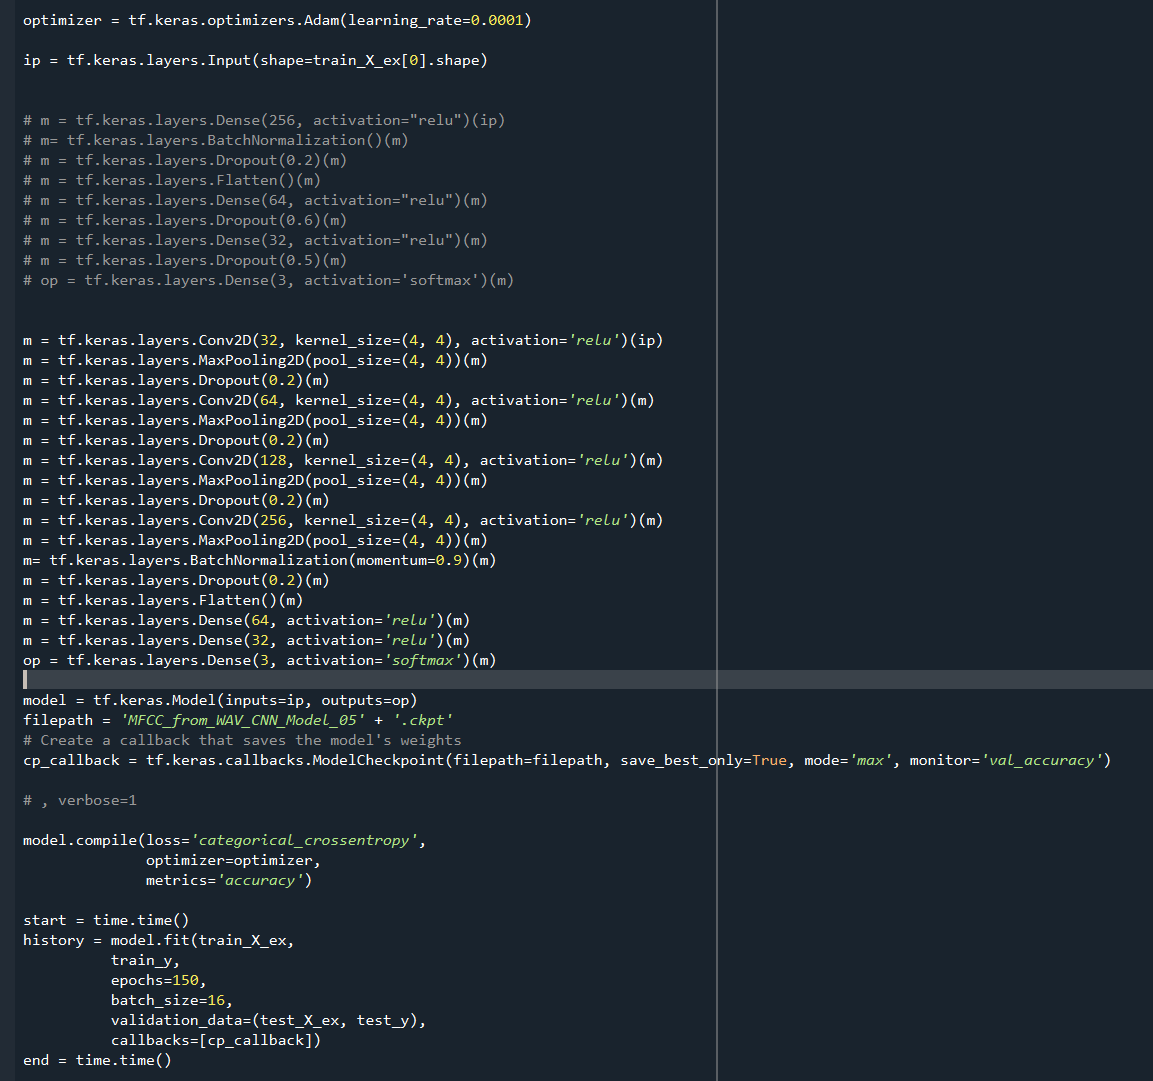 optimizer = tf.keras.optimizers.Adam(learning_rate=0.0001)
ip = tf.keras.layers.Input(shape=train_X_ex[0].shape)
# m = tf.keras.layers.Dense(256, activation="relu")(ip)
# m= tf.keras.layers.BatchNormalization()(m)
# m = tf.keras.layers.Dropout(0.2)(m)
# m = tf.keras.layers.Flatten()(m)
# m = tf.keras.layers.Dense(64, activation="relu")(m)
# m = tf.keras.layers.Dropout(0.6)(m)
# m = tf.keras.layers.Dense(32, activation="relu")(m)
# m = tf.keras.layers.Dropout(0.5)(m)
# op = tf.keras.layers.Dense(3, activation='softmax')(m)
m = tf.keras.layers.Conv2D(32, kernel_size=(4, 4), activation='relu')(ip)
m = tf.keras.layers.MaxPooling2D(pool_size=(4, 4))(m)
m = tf.keras.layers.Dropout(0.2)(m)
m = tf.keras.layers.Conv2D(64, kernel_size=(4, 4), activation='relu')(m)
m = tf.keras.layers.MaxPooling2D(pool_size=(4, 4))(m)
m = tf.keras.layers.Dropout(0.2)(m)
m = tf.keras.layers.Conv2D(128, kernel_size=(4, 4), activation='relu')(m)
m = tf.keras.layers.MaxPooling2D(pool_size=(4, 4))(m)
m = tf.keras.layers.Dropout(0.2)(m)
m = tf.keras.layers.Conv2D(256, kernel_size=(4, 4), activation='relu')(m)
m = tf.keras.layers.MaxPooling2D(pool_size=(4, 4))(m)
m= tf.keras.layers.BatchNormalization(momentum=0.9)(m)
m = tf.keras.layers.Dropout(0.2)(m)
m = tf.keras.layers.Flatten()(m)
m = tf.keras.layers.Dense(64, activation='relu')(m)
m = tf.keras.layers.Dense(32, activation='relu')(m)
op = tf.keras.layers.Dense(3, activation='softmax')(m)
model = tf.keras.Model(inputs=ip, outputs=op)
filepath = 'MFCC_from_WAV_CNN_Model_05' + '.ckpt'
# Create a callback that saves the model's weights
cp_callback = tf.keras.callbacks.ModelCheckpoint(filepath=filepath, save_best_only=True, mode='max', monitor='val_accuracy')
# , verbose=1
model.compile(loss='categorical_crossentropy',
optimizer=optimizer,
metrics='accuracy')
start = time.time()
history = model.fit(train_X_ex,
train_y,
epochs=150,
batch_size=16,
validation_data=(test_X_ex, test_y),
callbacks=[cp_callback])
end = time.time()